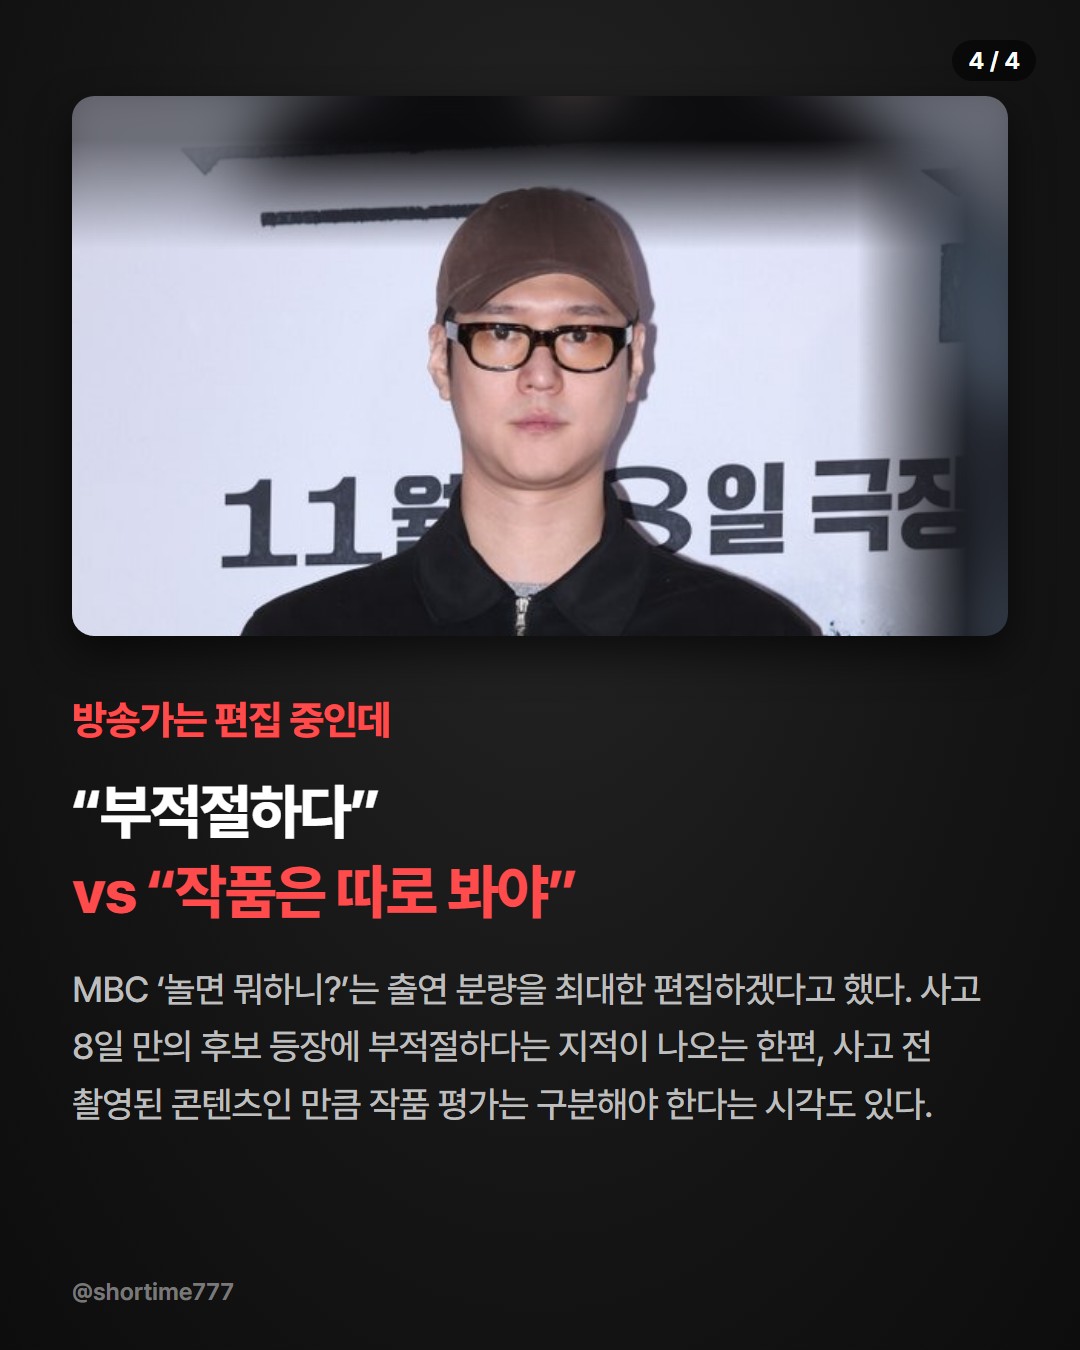 4 / 4
11월 8일 극장
방송가는 편집 중인데
“부적절하다”
vs “작품은 따로 봐야”
MBC ‘놀면 뭐하니?’는 출연 분량을 최대한 편집하겠다고 했다. 사고
8일 만의 후보 등장에 부적절하다는 지적이 나오는 한편, 사고 전
촬영된 콘텐츠인 만큼 작품 평가는 구분해야 한다는 시각도 있다.
@shortime777